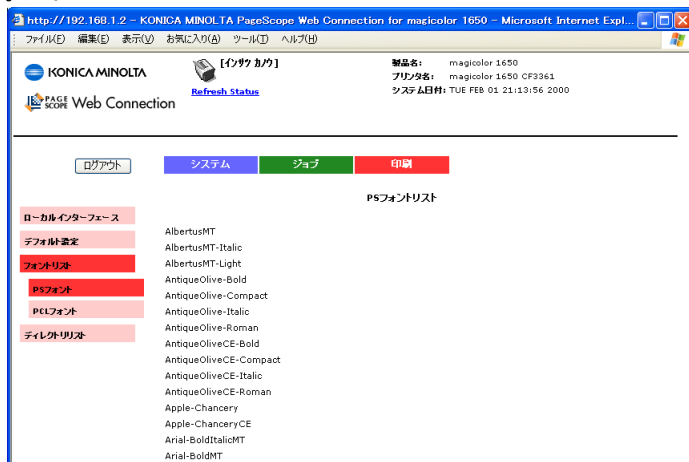 http://192.168.1.2 - KONICA MINOLTA PageScope Web Connection for magicolor 1650 - Microsoft Internet Expl...
ファイル(F) 編集(E) 表示(V) お気に入り(A) ツール(T) ヘルプ(H)
KONICA MINOLTA
PAGE SCOPE Web Connection
[インサツ カノウ]
Refresh Status
製品名: magicolor 1650
プリンタ名: magicolor 1650 CF3361
システム日付: TUE FEB 01 21:13:56 2000
ログアウト
システム ジョブ 印刷
PSフォントリスト
ローカルインターフェース
デフォルト設定
フォントリスト
PSフォント
PCLフォント
ディレクトリリスト
AlbertusMT
AlbertusMT-Italic
AlbertusMT-Light
AntiqueOlive-Bold
AntiqueOlive-Compact
AntiqueOlive-Italic
AntiqueOlive-Roman
AntiqueOliveCE-Bold
AntiqueOliveCE-Compact
AntiqueOliveCE-Italic
AntiqueOliveCE-Roman
Apple-Chancery
Apple-ChanceryCE
Arial-BoldItalicMT
Arial-BoldMT